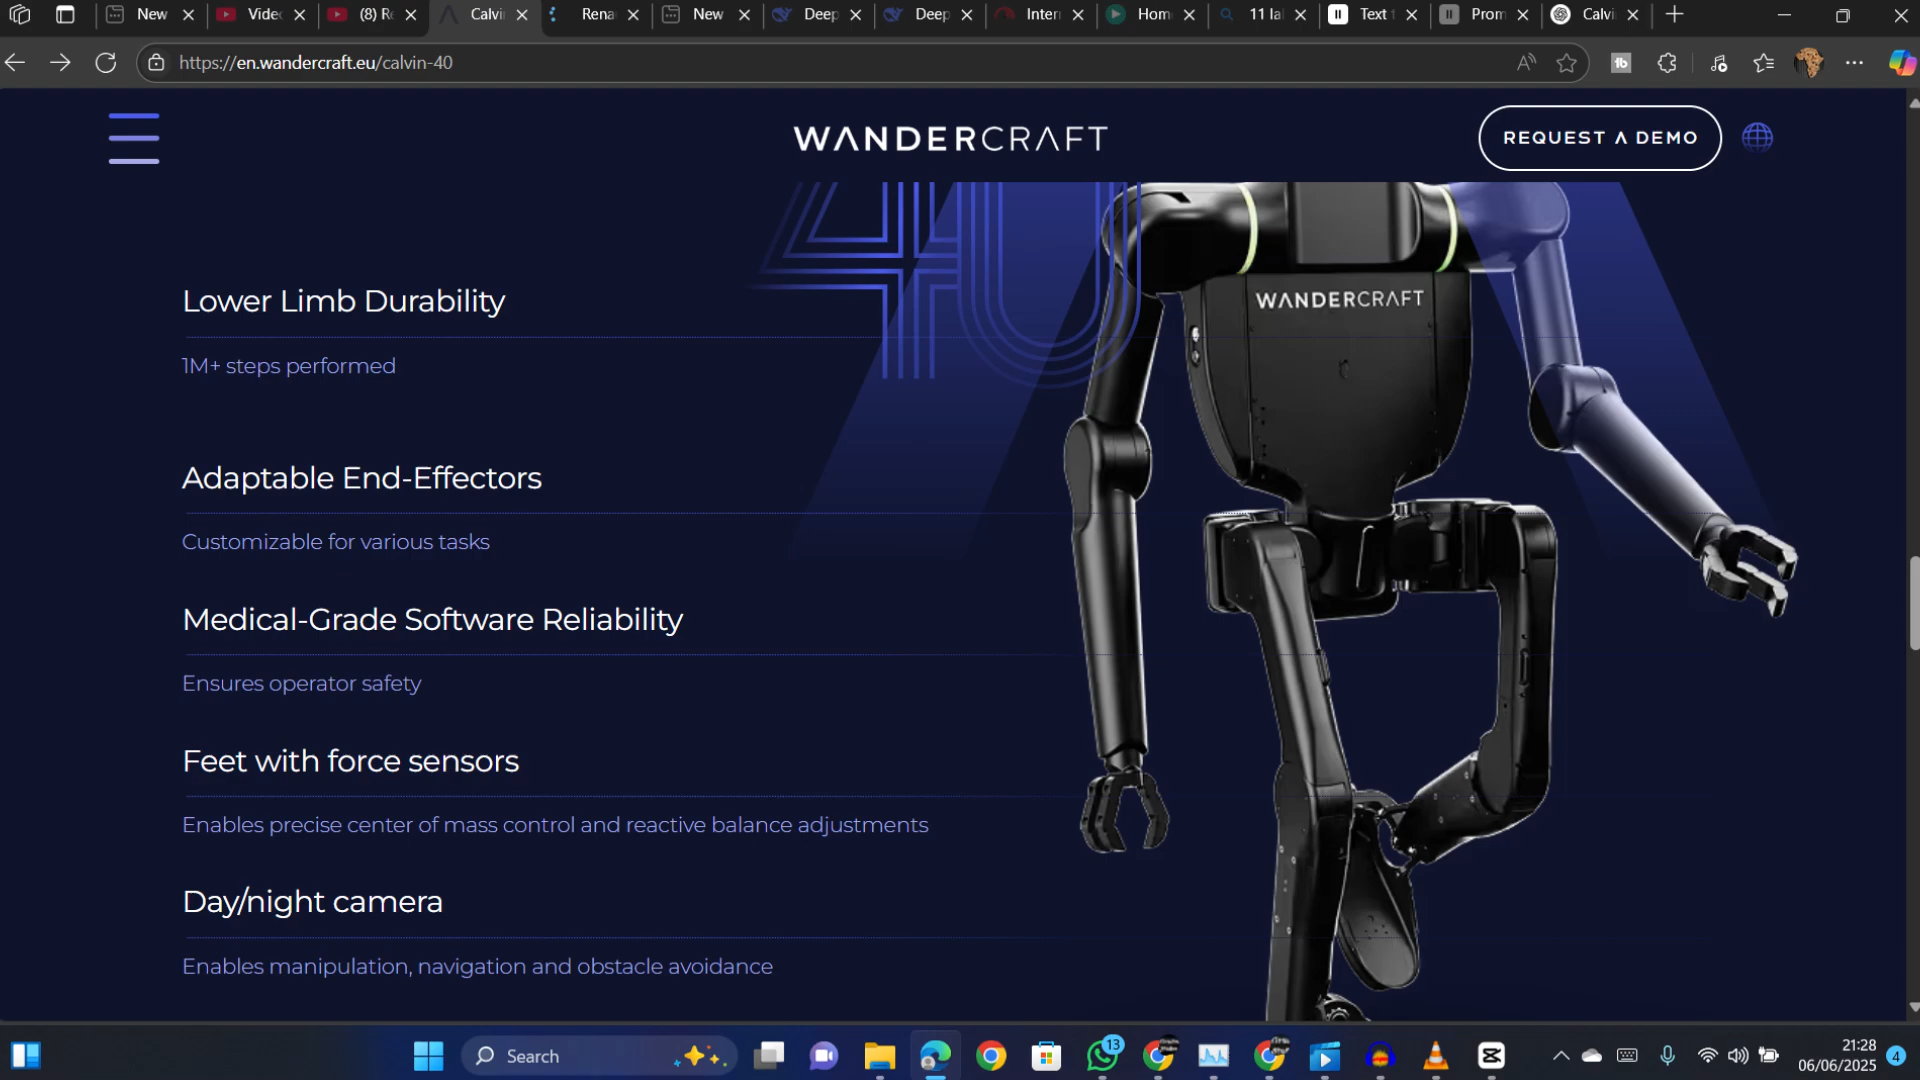 New
Vide
(8) R
Calvi
Rena
New
Deep
Deep
Inter
Hom
11 la
Text t
Prom
Calvi
https://en.wandercraft.eu/calvin-40
WANDERCRAFT
REQUEST A DEMO
40
WANDERCRAFT
Lower Limb Durability
1M+ steps performed
Adaptable End-Effectors
Customizable for various tasks
Medical-Grade Software Reliability
Ensures operator safety
Feet with force sensors
Enables precise center of mass control and reactive balance adjustments
Day/night camera
Enables manipulation, navigation and obstacle avoidance
Search
13
21:28
06/06/2025
4